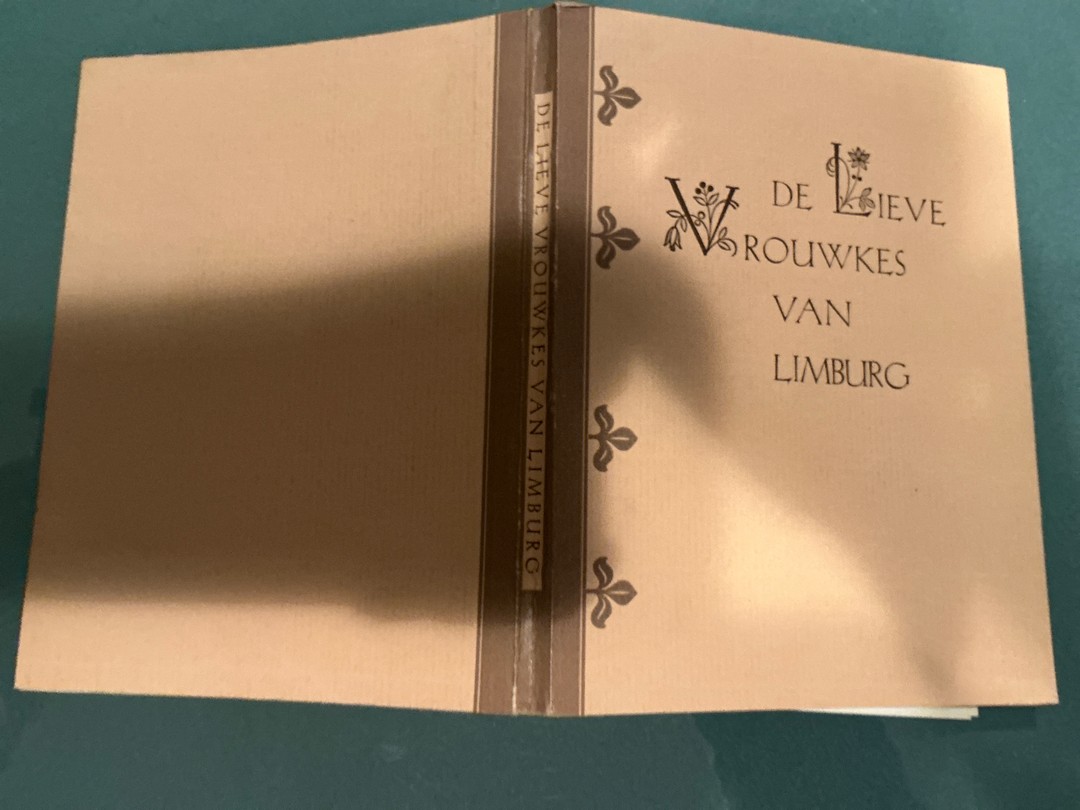 DE LIEVE VROUWKES VAN LIMBURG
DE LIEVE
VROUWKES
VAN
LIMBURG